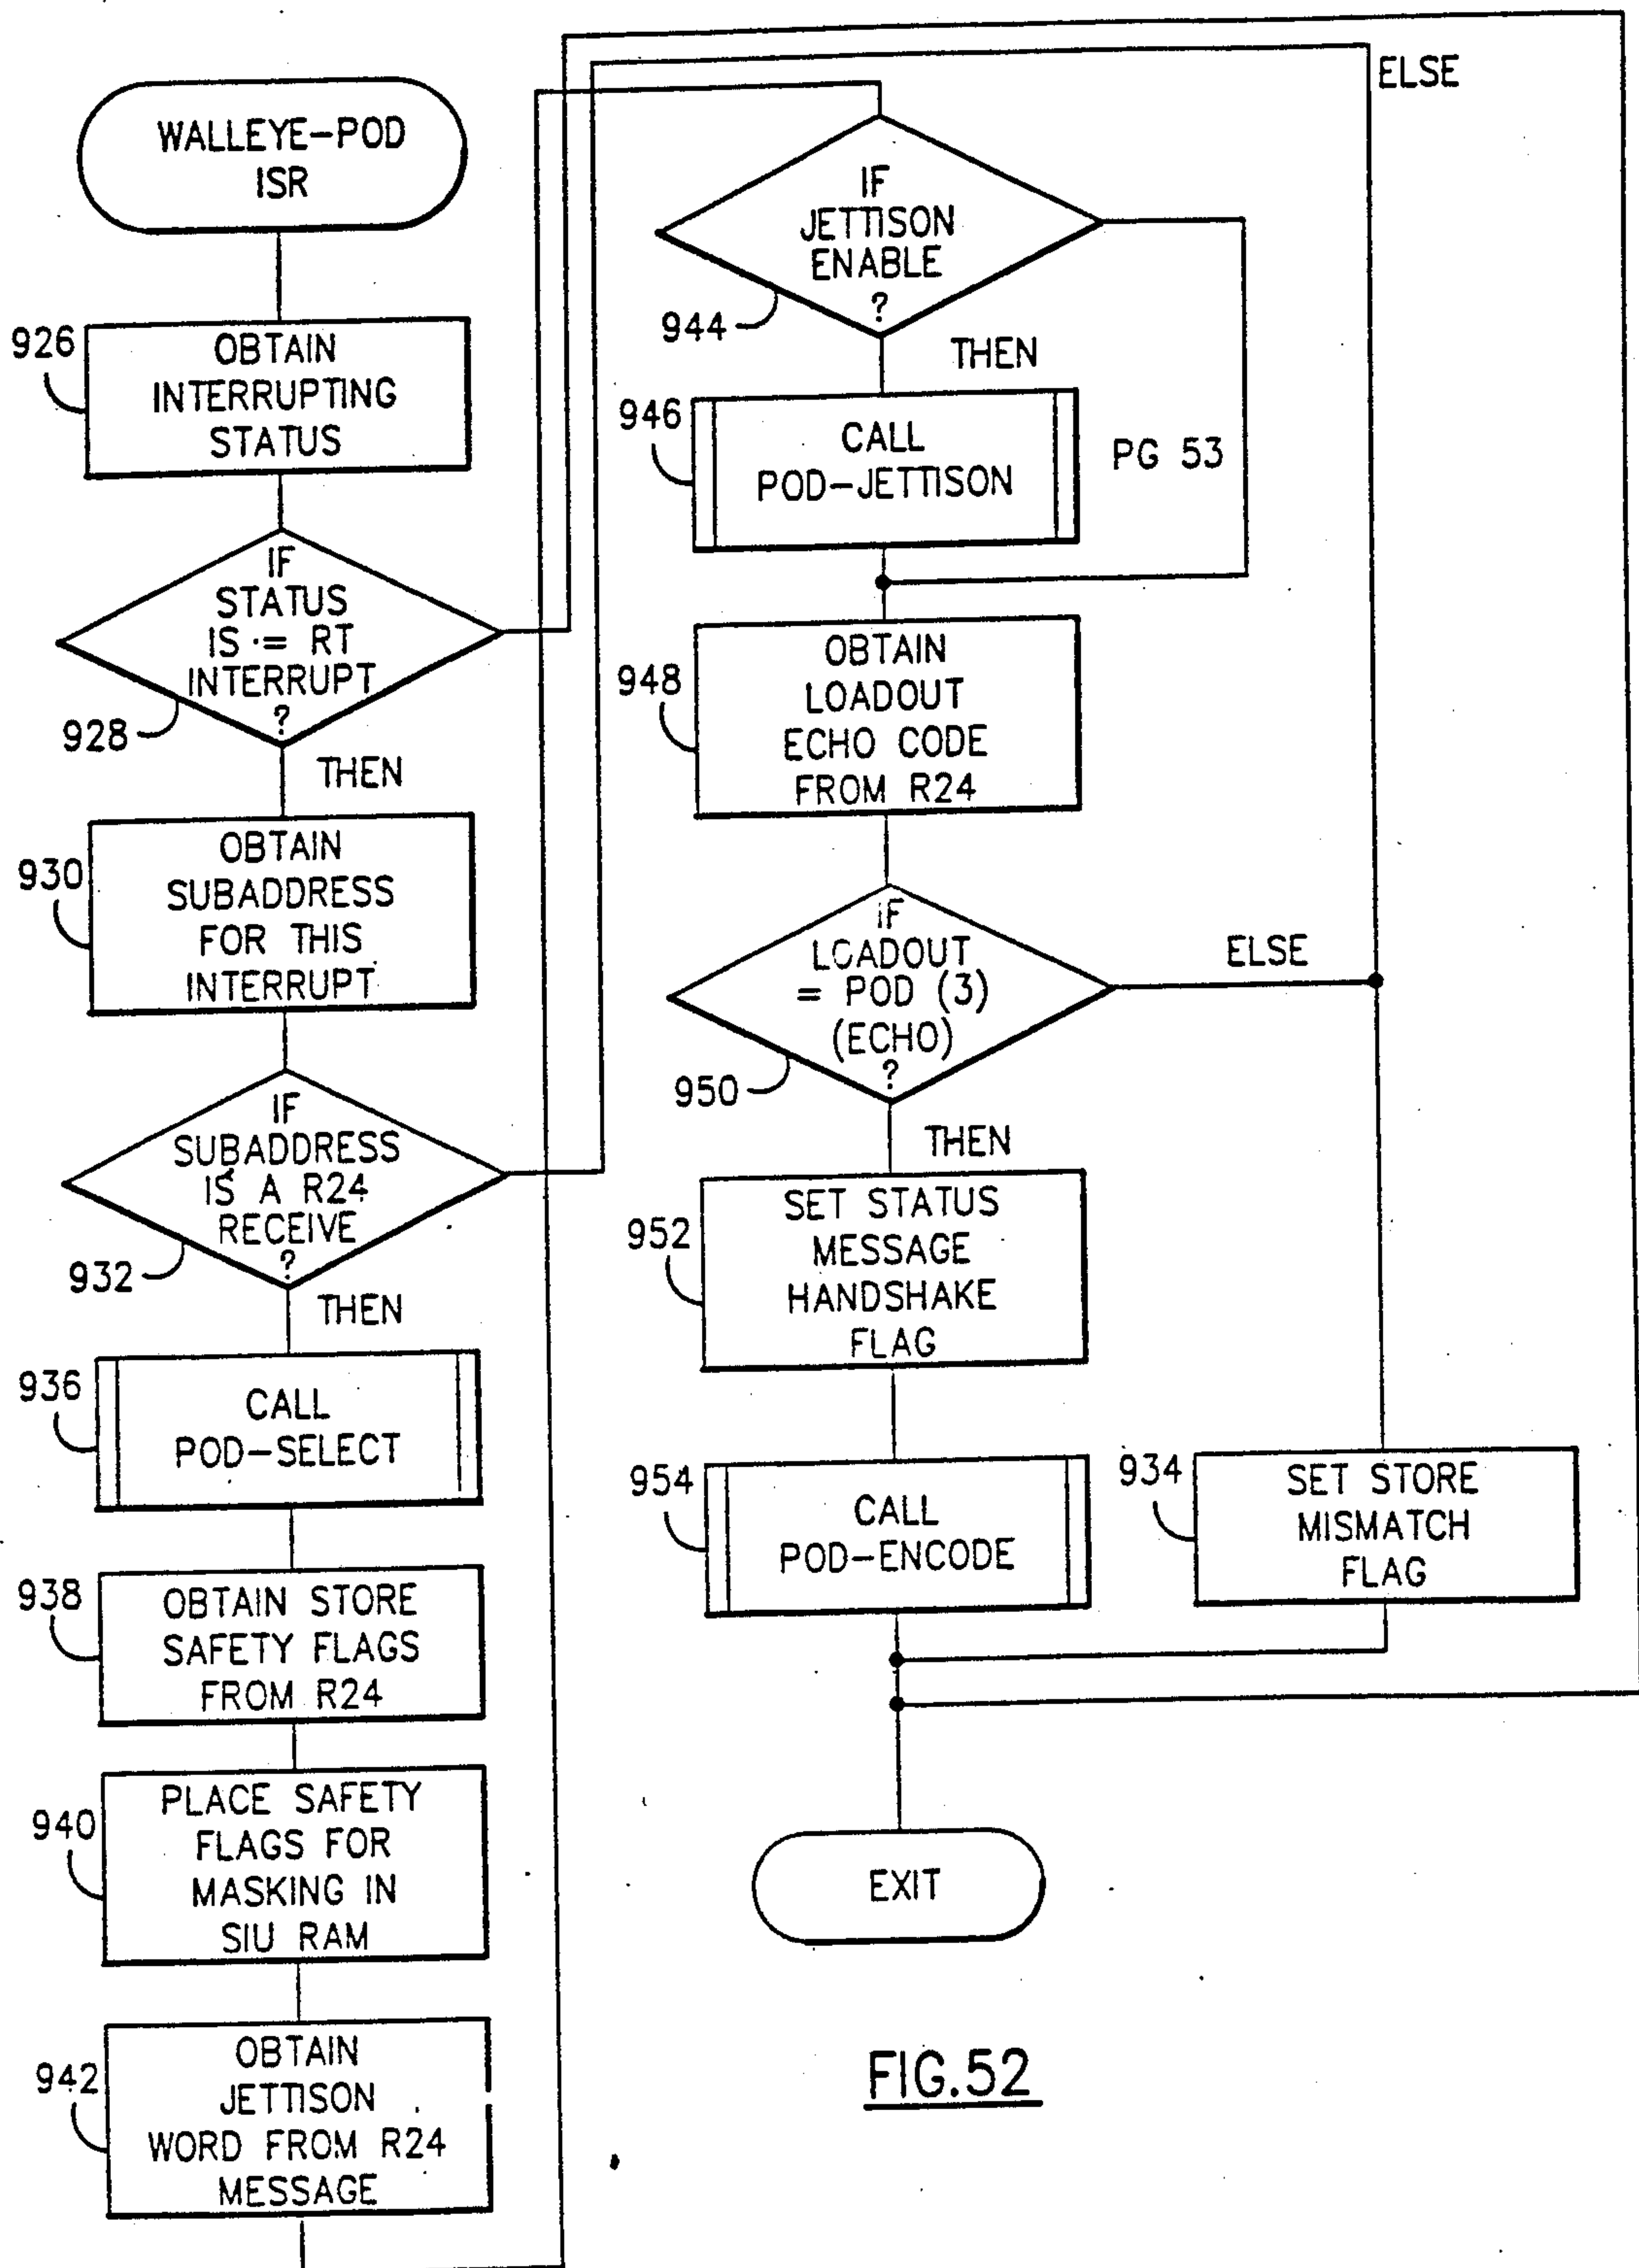 WALLEYE-POD
ISR
926
OBTAIN
INTERRUPTING
STATUS
IF
STATUS
IS := RT
INTERRUPT
?
928
THEN
930
OBTAIN
SUBADDRESS
FOR THIS
INTERRUPT
IF
SUBADDRESS
IS A R24
RECEIVE
?
932
THEN
936
CALL
POD-SELECT
938
OBTAIN STORE
SAFETY FLAGS
FROM R24
940
PLACE SAFETY
FLAGS FOR
MASKING IN
SIU RAM
942
OBTAIN
JETTISON
WORD FROM R24
MESSAGE
ELSE
IF
JETTISON
ENABLE
?
944
THEN
946
CALL
POD-JETTISON
PG 53
948
OBTAIN
LOADOUT
ECHO CODE
FROM R24
IF
LOADOUT
= POD (3)
(ECHO)
?
950
ELSE
THEN
952
SET STATUS
MESSAGE
HANDSHAKE
FLAG
954
CALL
POD-ENCODE
934
SET STORE
MISMATCH
FLAG
EXIT
FIG.52